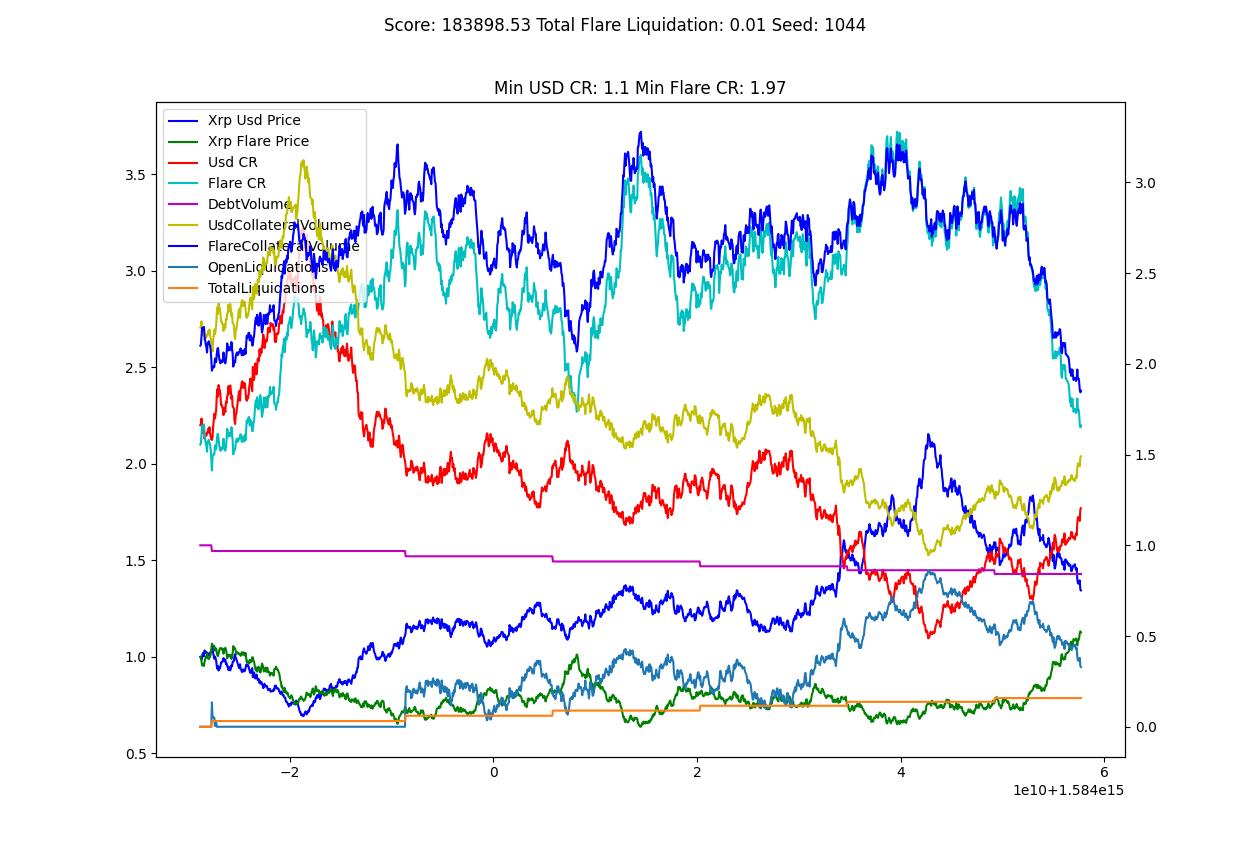 Score: 183898.53 Total Flare Liquidation: 0.01 Seed: 1044
Min USD CR: 1.1 Min Flare CR: 1.97
Xrp Usd Price
Xrp Flare Price
Usd CR
Flare CR
DebtVolume
UsdCollateralVolume
FlareCollateralVolume
OpenLiquidations
TotalLiquidations
3.5
3.0
2.5
2.0
1.5
1.0
0.5
3.0
2.5
2.0
1.5
1.0
0.5
0.0
−2 0 2 4 6
1e10+1.584e15